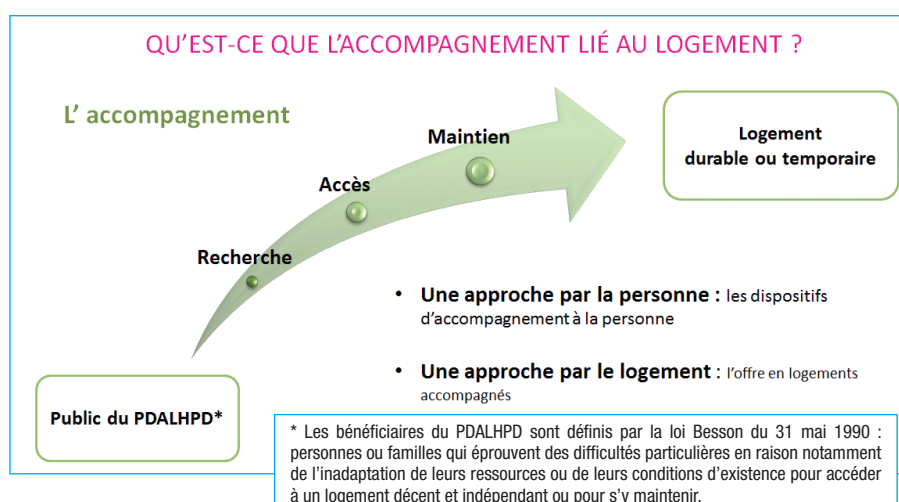 QU'EST-CE QUE L'ACCOMPAGNEMENT LIÉ AU LOGEMENT ?
L' accompagnement
Maintien
Accès
Recherche
Logement
durable ou temporaire
• Une approche par la personne : les dispositifs
d'accompagnement à la personne
• Une approche par le logement : l'offre en logements
accompagnés
Public du PDALHPD*
* Les bénéficiaires du PDALHPD sont définis par la loi Besson du 31 mai 1990 :
personnes ou familles qui éprouvent des difficultés particulières en raison notamment
de l'inadaptation de leurs ressources ou de leurs conditions d'existence pour accéder
à un logement décent et indépendant ou pour s'y maintenir.